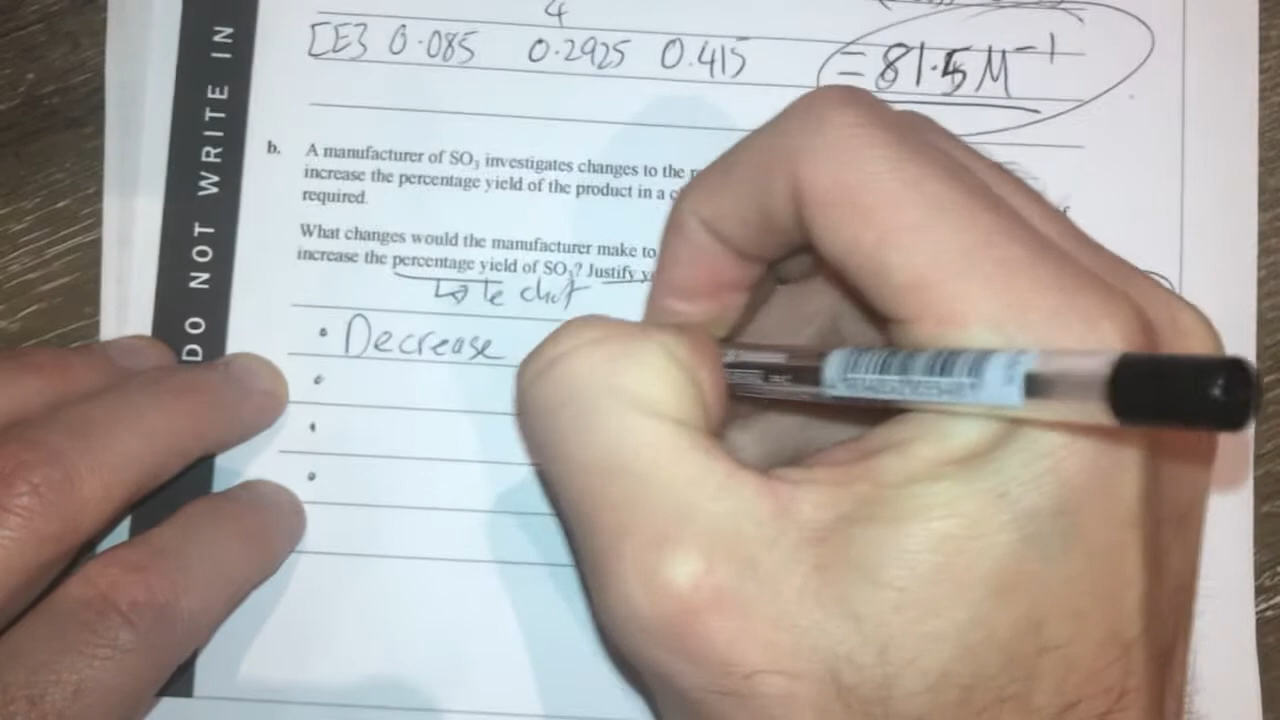 4
[E] 0.085 0.2925 0.415 = 81.5 M⁻¹
DO NOT WRITE IN
b. A manufacturer of SO₃ investigates changes to the
increase the percentage yield of the product in a
required.
What changes would the manufacturer make to
increase the percentage yield of SO₃? Justify
• Decrease